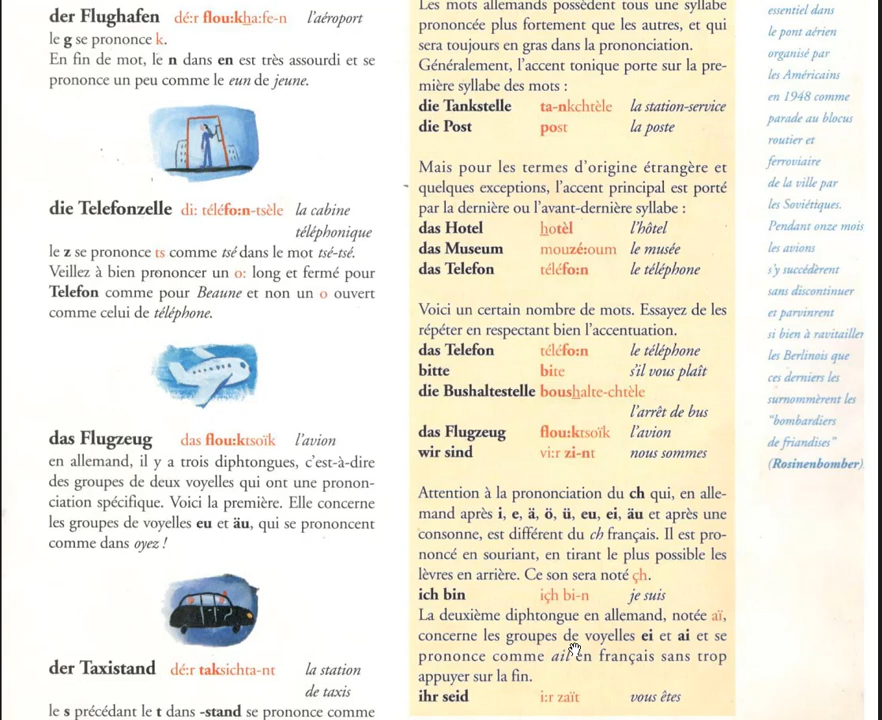 der Flughafen dé:r flou:kha:fe-n l'aéroport
le g se prononce k.
En fin de mot, le n dans en est très assourdi et se
prononce un peu comme le eun de jeune.
die Telefonzelle di: téléfo:n-tsèle la cabine
téléphonique
le z se prononce ts comme tsé dans le mot tsé-tsé.
Veillez à bien prononcer un o: long et fermé pour
Telefon comme pour Beaune et non un o ouvert
comme celui de téléphone.
das Flugzeug das flou:ktsoïk l'avion
en allemand, il y a trois diphtongues, c'est-à-dire
des groupes de deux voyelles qui ont une pronon-
ciation spécifique. Voici la première. Elle concerne
les groupes de voyelles eu et äu, qui se prononcent
comme dans oyez !
der Taxistand dé:r taksichta-nt la station
de taxis
le s précédant le t dans -stand se prononce comme
Les mots allemands possèdent tous une syllabe
prononcée plus fortement que les autres, et qui
sera toujours en gras dans la prononciation.
Généralement, l'accent tonique porte sur la pre-
mière syllabe des mots :
die Tankstelle ta-nkchtèle la station-service
die Post post la poste
Mais pour les termes d'origine étrangère et
quelques exceptions, l'accent principal est porté
par la dernière ou l'avant-dernière syllabe :
das Hotel hotèl l'hôtel
das Museum mouzé:oum le musée
das Telefon téléfo:n le téléphone
Voici un certain nombre de mots. Essayez de les
répéter en respectant bien l'accentuation.
das Telefon téléfo:n le téléphone
bitte bite s'il vous plaît
die Bushaltestelle boushalte-chtèle
l'arrêt de bus
das Flugzeug flou:ktsoïk l'avion
wir sind vi:r zi-nt nous sommes
Attention à la prononciation du ch qui, en alle-
mand après i, e, ä, ö, ü, eu, ei, äu et après une
consonne, est différent du ch français. Il est pro-
noncé en souriant, en tirant le plus possible les
lèvres en arrière. Ce son sera noté çh.
ich bin içh bi-n je suis
La deuxième diphtongue en allemand, notée aï,
concerne les groupes de voyelles ei et ai et se
prononce comme ail en français sans trop
appuyer sur la fin.
ihr seid i:r zaït vous êtes
essentiel dans
le pont aérien
organisé par
les Américains
en 1948 comme
parade au blocus
routier et
ferroviaire
de la ville par
les Soviétiques.
Pendant onze mois
les avions
s'y succédèrent
sans discontinuer
et parvinrent
si bien à ravitailler
les Berlinois que
ces derniers les
surnommèrent les
"bombardiers
de friandises"
(Rosinenbomber)